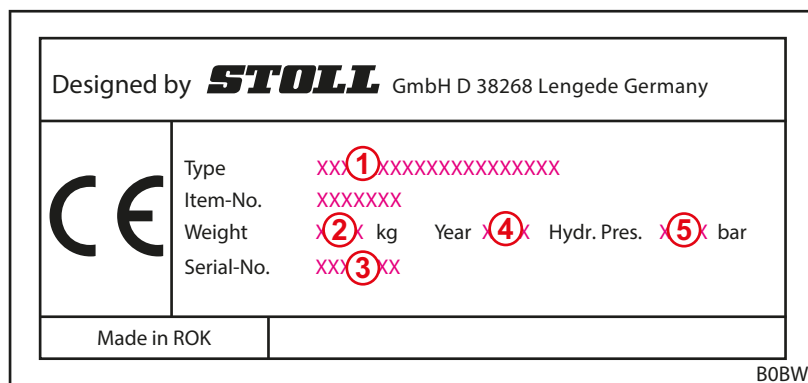 Designed by STOLL GmbH D 38268 Lengede Germany
CE
Type XXX1XXXXXXXXXXXXXXXX
Item-No. XXXXXXX
Weight X2X kg Year X4X Hydr. Pres. X5X bar
Serial-No. XXX3XX
Made in ROK
B0BW